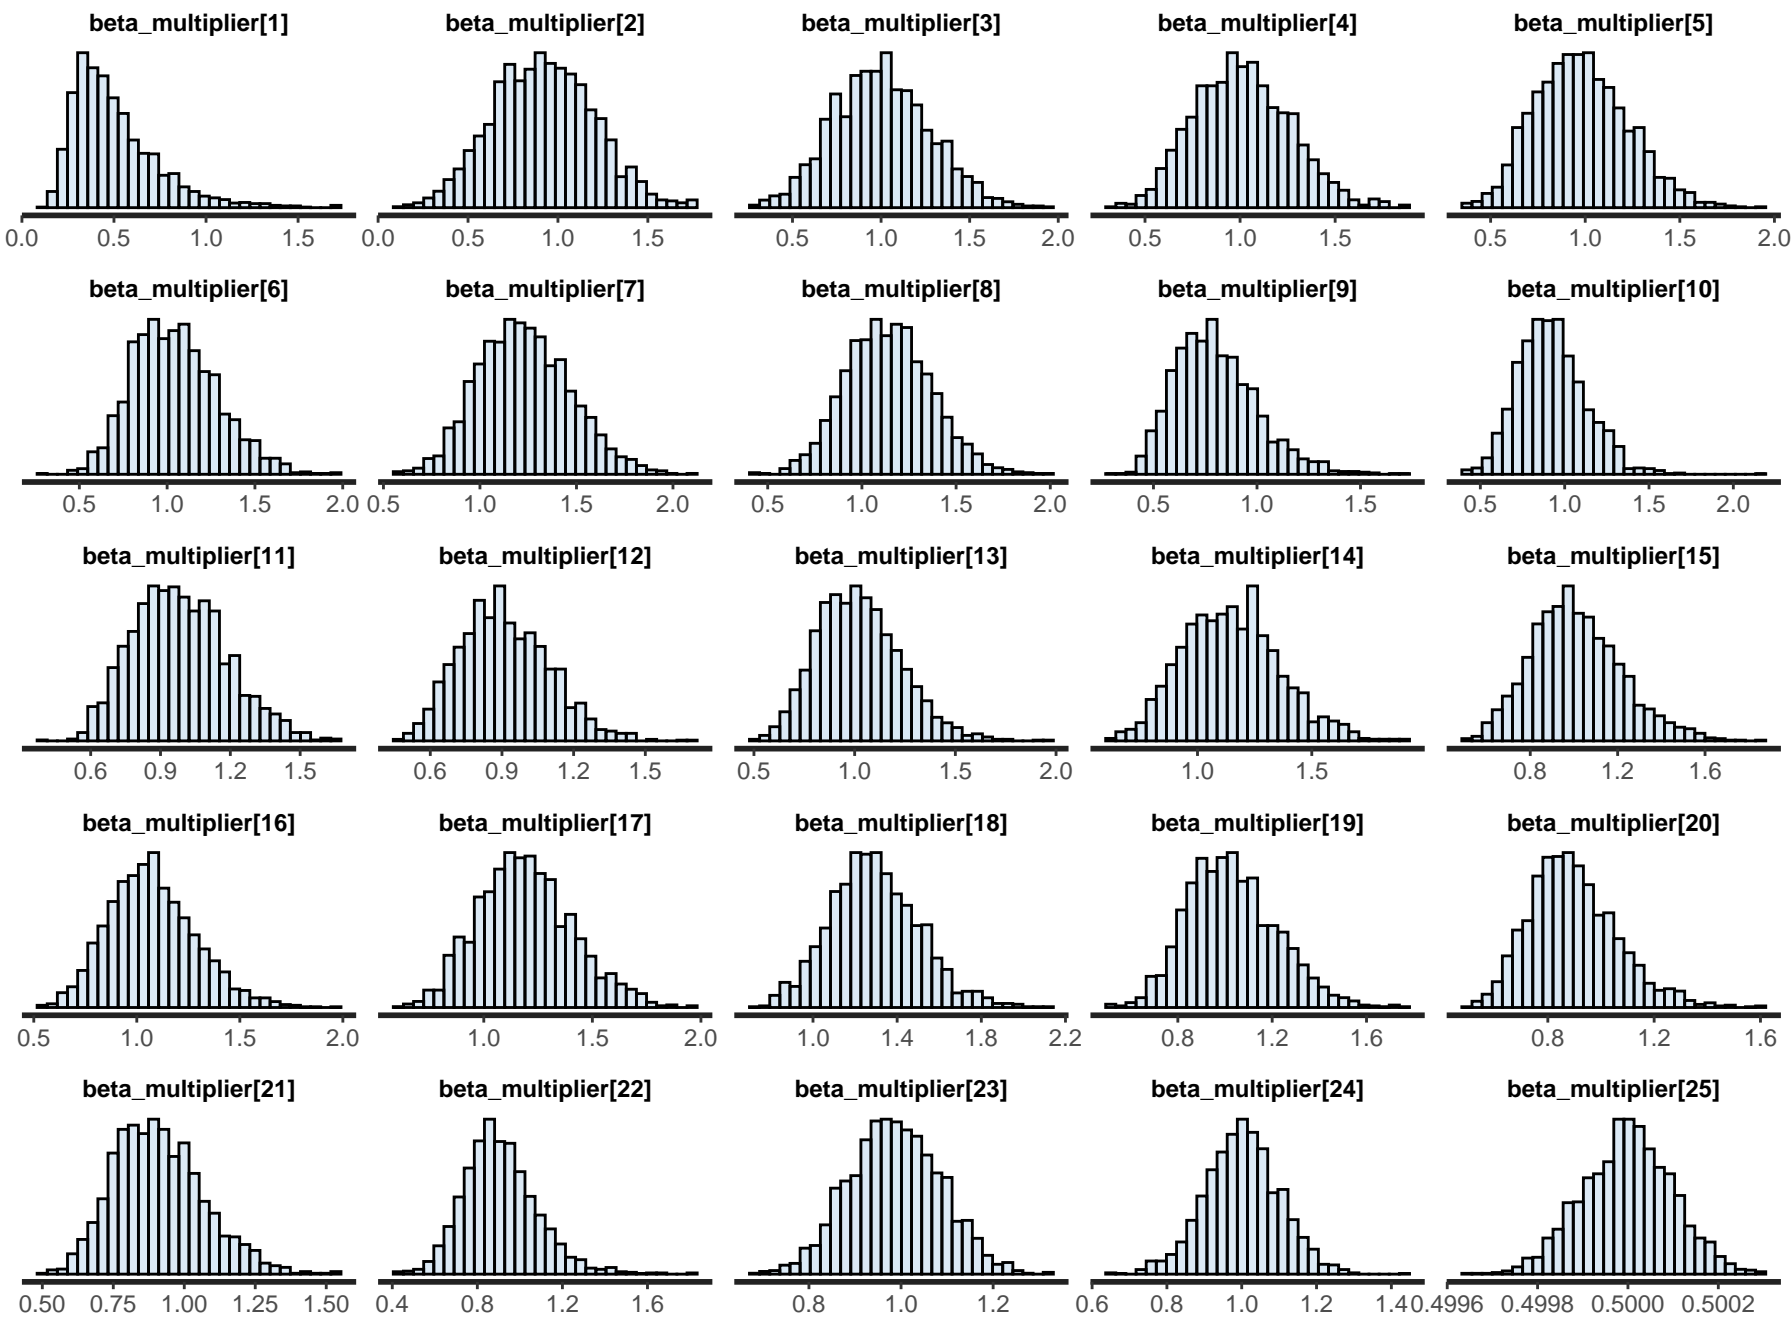 beta_multiplier[1] beta_multiplier[2] beta_multiplier[3] beta_multiplier[4] beta_multiplier[5]
0.0 0.5 1.0 1.5 0.0 0.5 1.0 1.5 0.5 1.0 1.5 2.0 0.5 1.0 1.5 0.5 1.0 1.5 2.0
beta_multiplier[6] beta_multiplier[7] beta_multiplier[8] beta_multiplier[9] beta_multiplier[10]
0.5 1.0 1.5 2.0 0.5 1.0 1.5 2.0 0.5 1.0 1.5 2.0 0.5 1.0 1.5 0.5 1.0 1.5 2.0
beta_multiplier[11] beta_multiplier[12] beta_multiplier[13] beta_multiplier[14] beta_multiplier[15]
0.6 0.9 1.2 1.5 0.6 0.9 1.2 1.5 0.5 1.0 1.5 2.0 1.0 1.5 0.8 1.2 1.6
beta_multiplier[16] beta_multiplier[17] beta_multiplier[18] beta_multiplier[19] beta_multiplier[20]
0.5 1.0 1.5 2.0 1.0 1.5 2.0 1.0 1.4 1.8 2.2 0.8 1.2 1.6 0.8 1.2 1.6
beta_multiplier[21] beta_multiplier[22] beta_multiplier[23] beta_multiplier[24] beta_multiplier[25]
0.50 0.75 1.00 1.25 1.50 0.4 0.8 1.2 1.6 0.8 1.0 1.2 0.6 0.8 1.0 1.2 1.4 0.4996 0.4998 0.5000 0.5002